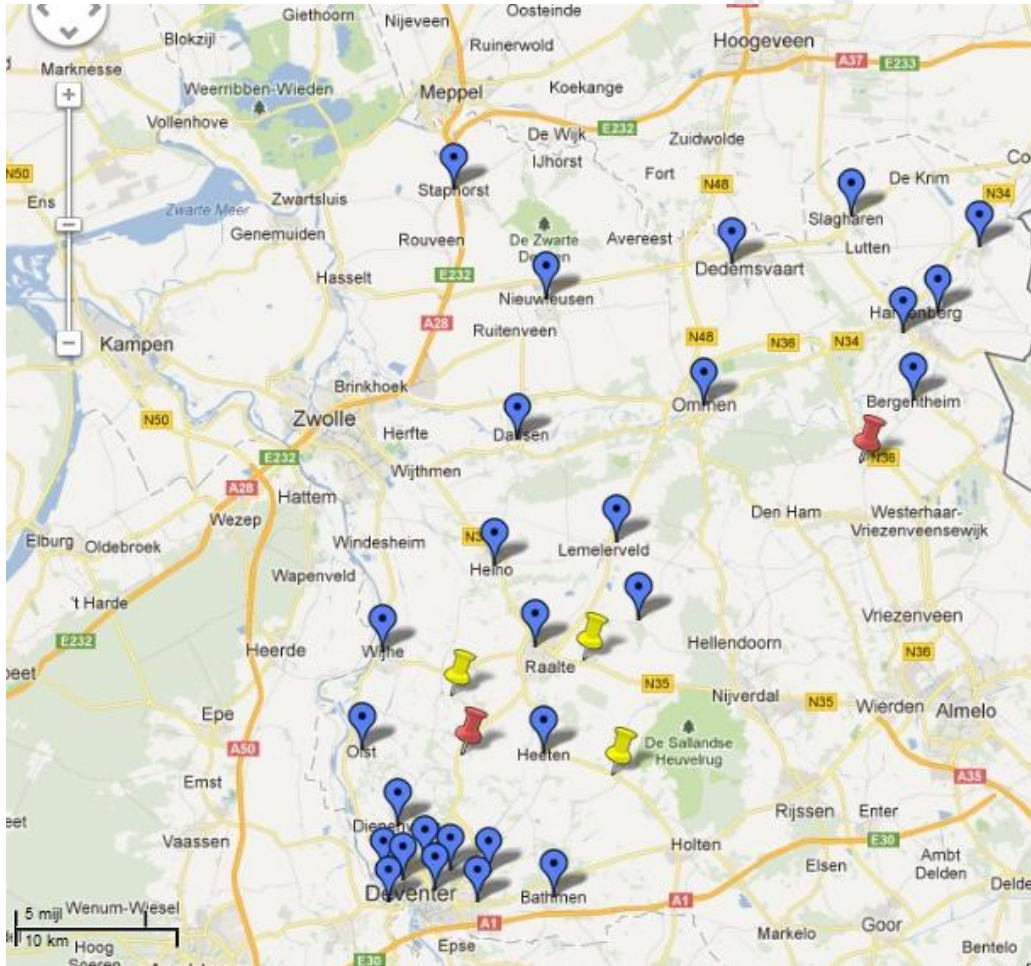 Giethoorn
Nijeveen
Oosteinde
Blokzijl
Ruinerwold
Hoogeveen
Marknesse
A37
E233
Weerribben-Wieden
Meppel
Koekange
Vollenhove
E232
De Wijk
Zuidwolde
IJhorst
N50
Staphorst
Fort
N48
De Krim
N34
Ens
Zwartsluis
Zwarte Meer
Slagharen
Genemuiden
Rouveen
De Zwarte
Avereest
Lutten
Hasselt
E232
Dedemsvaart
Nieuwleusen
A28
Ruitenveen
Kampen
N48
N36
N34
Brinkhoek
Ommen
Bergentheim
N50
Zwolle
Herfte
E232
Wijthmen
N36
A28
Hattem
Wezep
Den Ham
Westerhaar-
Vriezenveensewijk
Elburg
Oldebroek
Windesheim
Lemelerveld
Heino
Wapenveld
't Harde
Vriezenveen
E232
Heerde
Wijhe
Hellendoorn
Raalte
N36
N35
Nijverdal
N35
Wierden
Almelo
Epe
A50
Olst
Heeten
De Sallandse
Heuvelrug
Emst
A35
Rijssen
Enter
Vaassen
Holten
E30
Elsen
Ambt
Delden
Deventer
Bathmen
A1
5 mijl
Wenum-Wiesel
A1
Goor
10 km
Hoog
Soeren
Epse
Markelo
Bentelo
E30